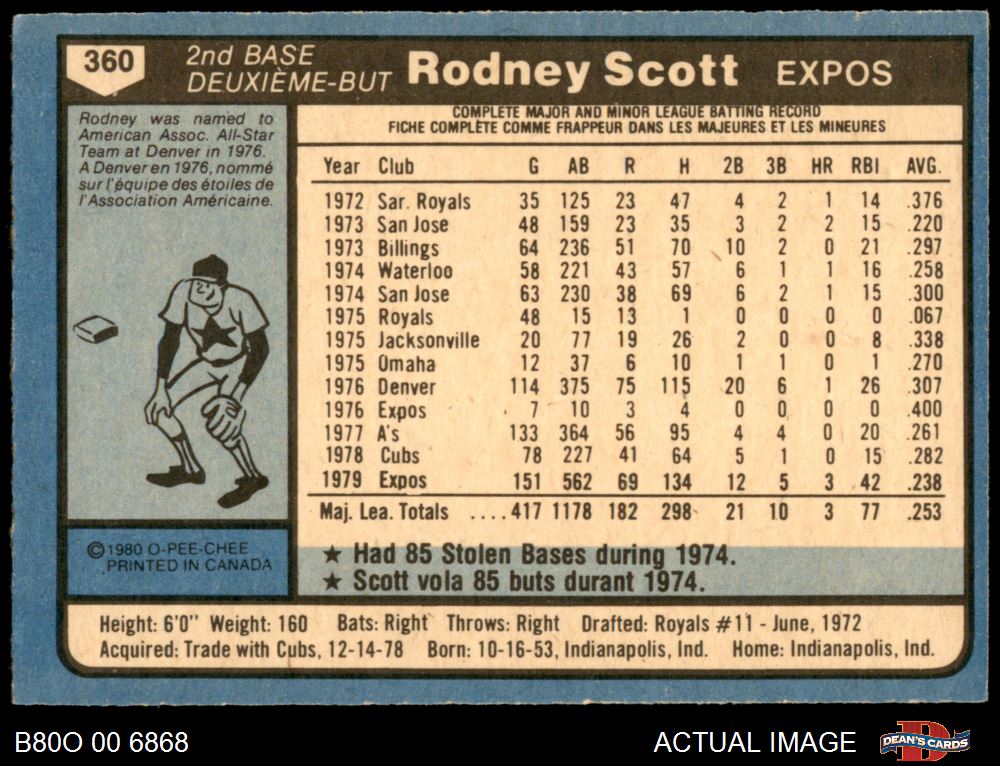 360
2nd BASE
DEUXIÈME-BUT
Rodney Scott EXPOS
Rodney was named to
American Assoc. All-Star
Team at Denver in 1976.
A Denver en 1976, nommé
sur l'équipe des étoiles de
l'Association Américaine.
COMPLETE MAJOR AND MINOR LEAGUE BATTING RECORD
FICHE COMPLÈTE COMME FRAPPEUR DANS LES MAJEURES ET LES MINEURES
Year Club G AB R H 2B 3B HR RBI AVG.
1972 Sar. Royals 35 125 23 47 4 2 1 14 .376
1973 San Jose 48 159 23 35 3 2 2 15 .220
1973 Billings 64 236 51 70 10 2 0 21 .297
1974 Waterloo 58 221 43 57 6 1 1 16 .258
1974 San Jose 63 230 38 69 6 2 1 15 .300
1975 Royals 48 15 13 1 0 0 0 0 .067
1975 Jacksonville 20 77 19 26 2 0 0 8 .338
1975 Omaha 12 37 6 10 1 1 0 1 .270
1976 Denver 114 375 75 115 20 6 1 26 .307
1976 Expos 7 10 3 4 0 0 0 0 .400
1977 A's 133 364 56 95 4 4 0 20 .261
1978 Cubs 78 227 41 64 5 1 0 15 .282
1979 Expos 151 562 69 134 12 5 3 42 .238
Maj. Lea. Totals ....417 1178 182 298 21 10 3 77 .253
©1980 O-PEE-CHEE
PRINTED IN CANADA
★ Had 85 Stolen Bases during 1974.
★ Scott vola 85 buts durant 1974.
Height: 6'0" Weight: 160 Bats: Right Throws: Right Drafted: Royals #11 - June, 1972
Acquired: Trade with Cubs, 12-14-78 Born: 10-16-53, Indianapolis, Ind. Home: Indianapolis, Ind.
B80O 00 6868
ACTUAL IMAGE
D
DEAN'S CARDS